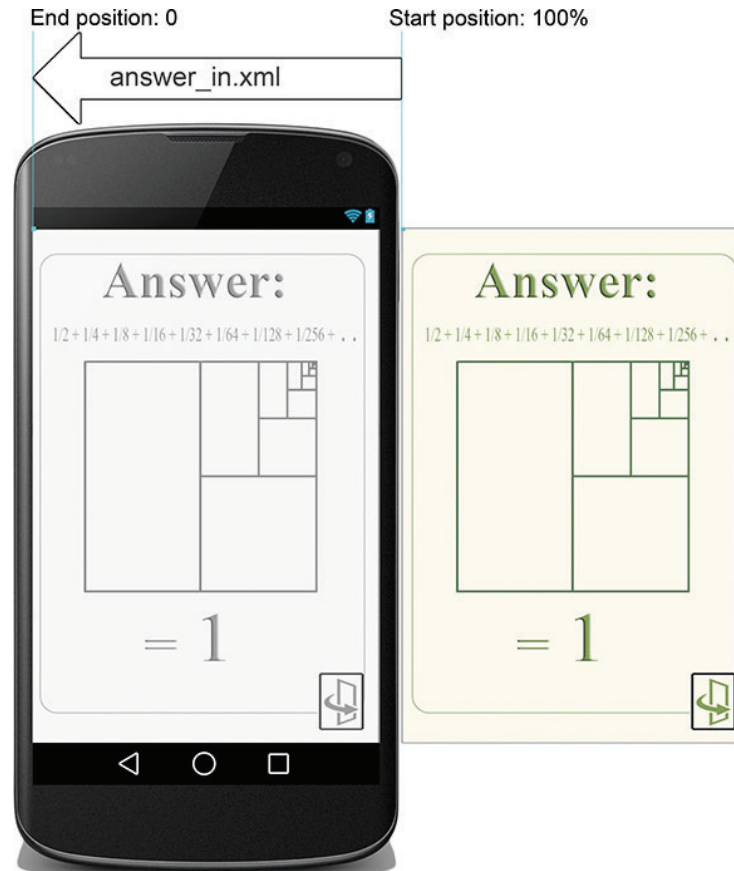 End position: 0
Start position: 100%
answer_in.xml
Answer:
1/2 + 1/4 + 1/8 + 1/16 + 1/32 + 1/64 + 1/128 + 1/256 + . .
= 1
Answer:
1/2 + 1/4 + 1/8 + 1/16 + 1/32 + 1/64 + 1/128 + 1/256 + . .
= 1